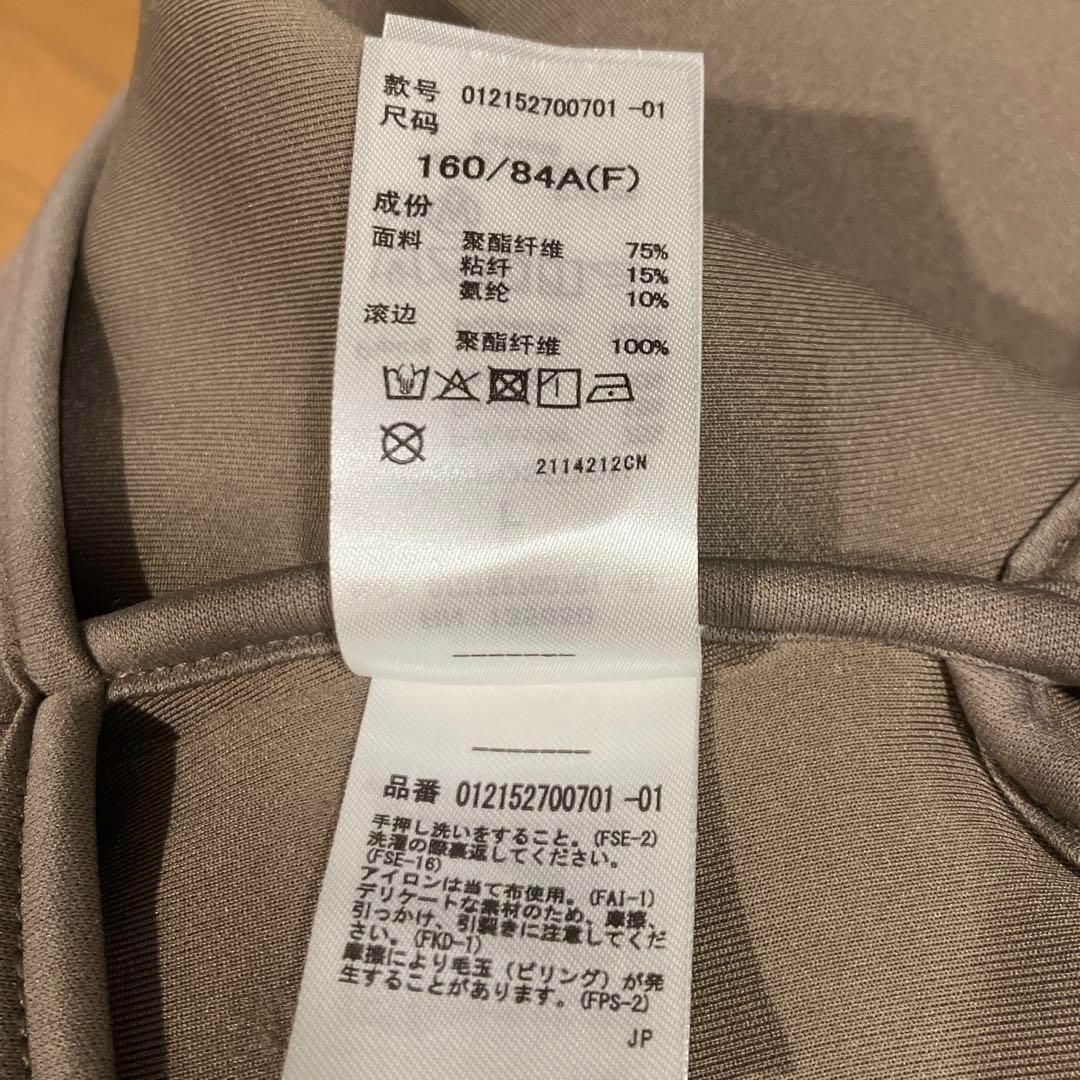 款号 012152700701 -01
尺码
160/84A(F)
成份
面料 聚酯纤维 75%
粘纤 15%
氨纶 10%
滚边
聚酯纤维 100%
2114212CN
品番 012152700701 -01
手押し洗いをすること。(FSE-2)
洗濯の際裏返してください。
(FSE-16)
アイロンは当て布使用。(FAI-1)
デリケートな素材のため、摩擦、
引っかけ、引裂きに注意してくだ
さい。(FKD-1)
摩擦により毛玉(ピリング)が発
生することがあります。(FPS-2)
JP